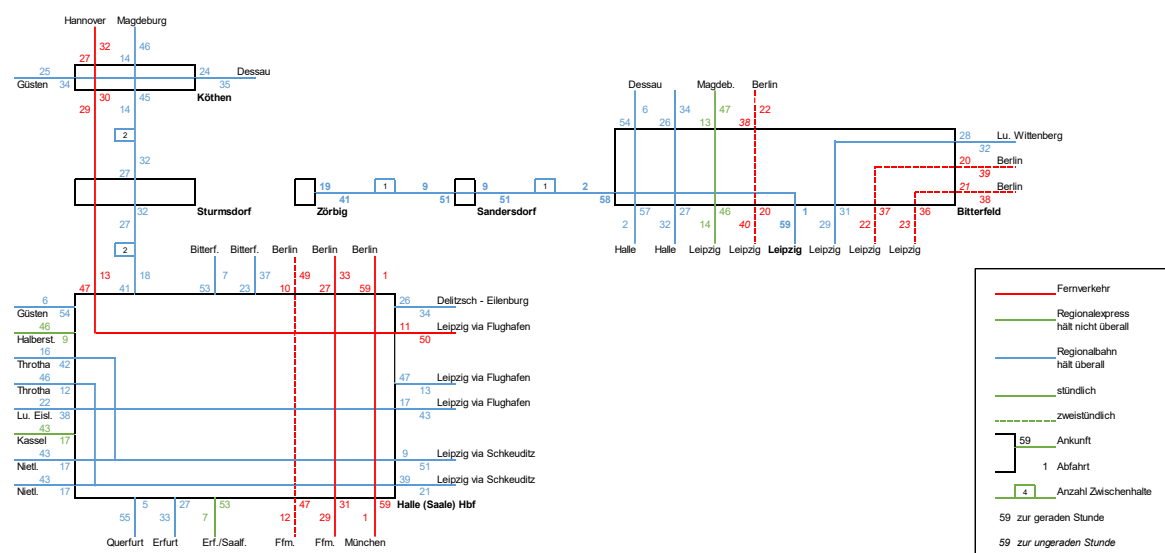 Hannover Magdeburg
32 46
27 14
25 24 Dessau
Güsten 34 35
30 45 Köthen
29 14
2
32
27
Sturmsdorf
32
27
2
13 18
47 41
Dessau Magdeb. Berlin
6 34 47 22
54 26 13 38
28 Lu. Wittenberg
32
20 Berlin
39
21 Berlin
38
Bitterfeld
19 1 9 9 1 2
41 51 51 58
Zörbig Sandersdorf
57 27 46 20 1 31 37 36
2 32 14 40 59 29 22 23
Halle Halle Leipzig Leipzig Leipzig Leipzig Leipzig Leipzig
Bitterf. Bitterf. Berlin Berlin Berlin
7 37 49 33 1
53 23 10 27 59
6 26 Delitzsch - Eilenburg
Güsten 54 34
46 11 Leipzig via Flughafen
Halberst. 9 50
16
Throtha 42
46 47 Leipzig via Flughafen
Throtha 12 13
22 17 Leipzig via Flughafen
Lu. Eisl. 38 43
43
Kassel 17
43 9 Leipzig via Schkeuditz
Nietl. 17 51
43 39 Leipzig via Schkeuditz
Nietl. 17 21
Halle (Saale) Hbf
5 27 53 47 31 59
55 33 7 12 29 1
Querfurt Erfurt Erf./Saalf. Ffm. Ffm. München
Fernverkehr
Regionalexpress
hält nicht überall
Regionalbahn
hält überall
stündlich
zweistündlich
59 Ankunft
1 Abfahrt
4 Anzahl Zwischenhalte
59 zur geraden Stunde
59 zur ungeraden Stunde